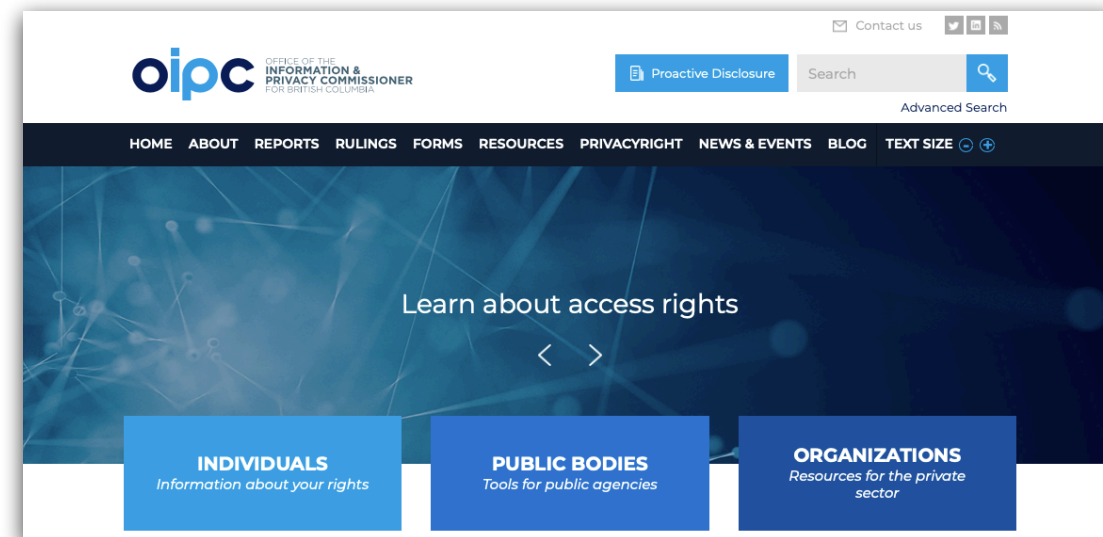 Contact us
oipc
OFFICE OF THE
INFORMATION &
PRIVACY COMMISSIONER
FOR BRITISH COLUMBIA
Proactive Disclosure
Search
Advanced Search
HOME ABOUT REPORTS RULINGS FORMS RESOURCES PRIVACYRIGHT NEWS & EVENTS BLOG TEXT SIZE
Learn about access rights
INDIVIDUALS
Information about your rights
PUBLIC BODIES
Tools for public agencies
ORGANIZATIONS
Resources for the private
sector